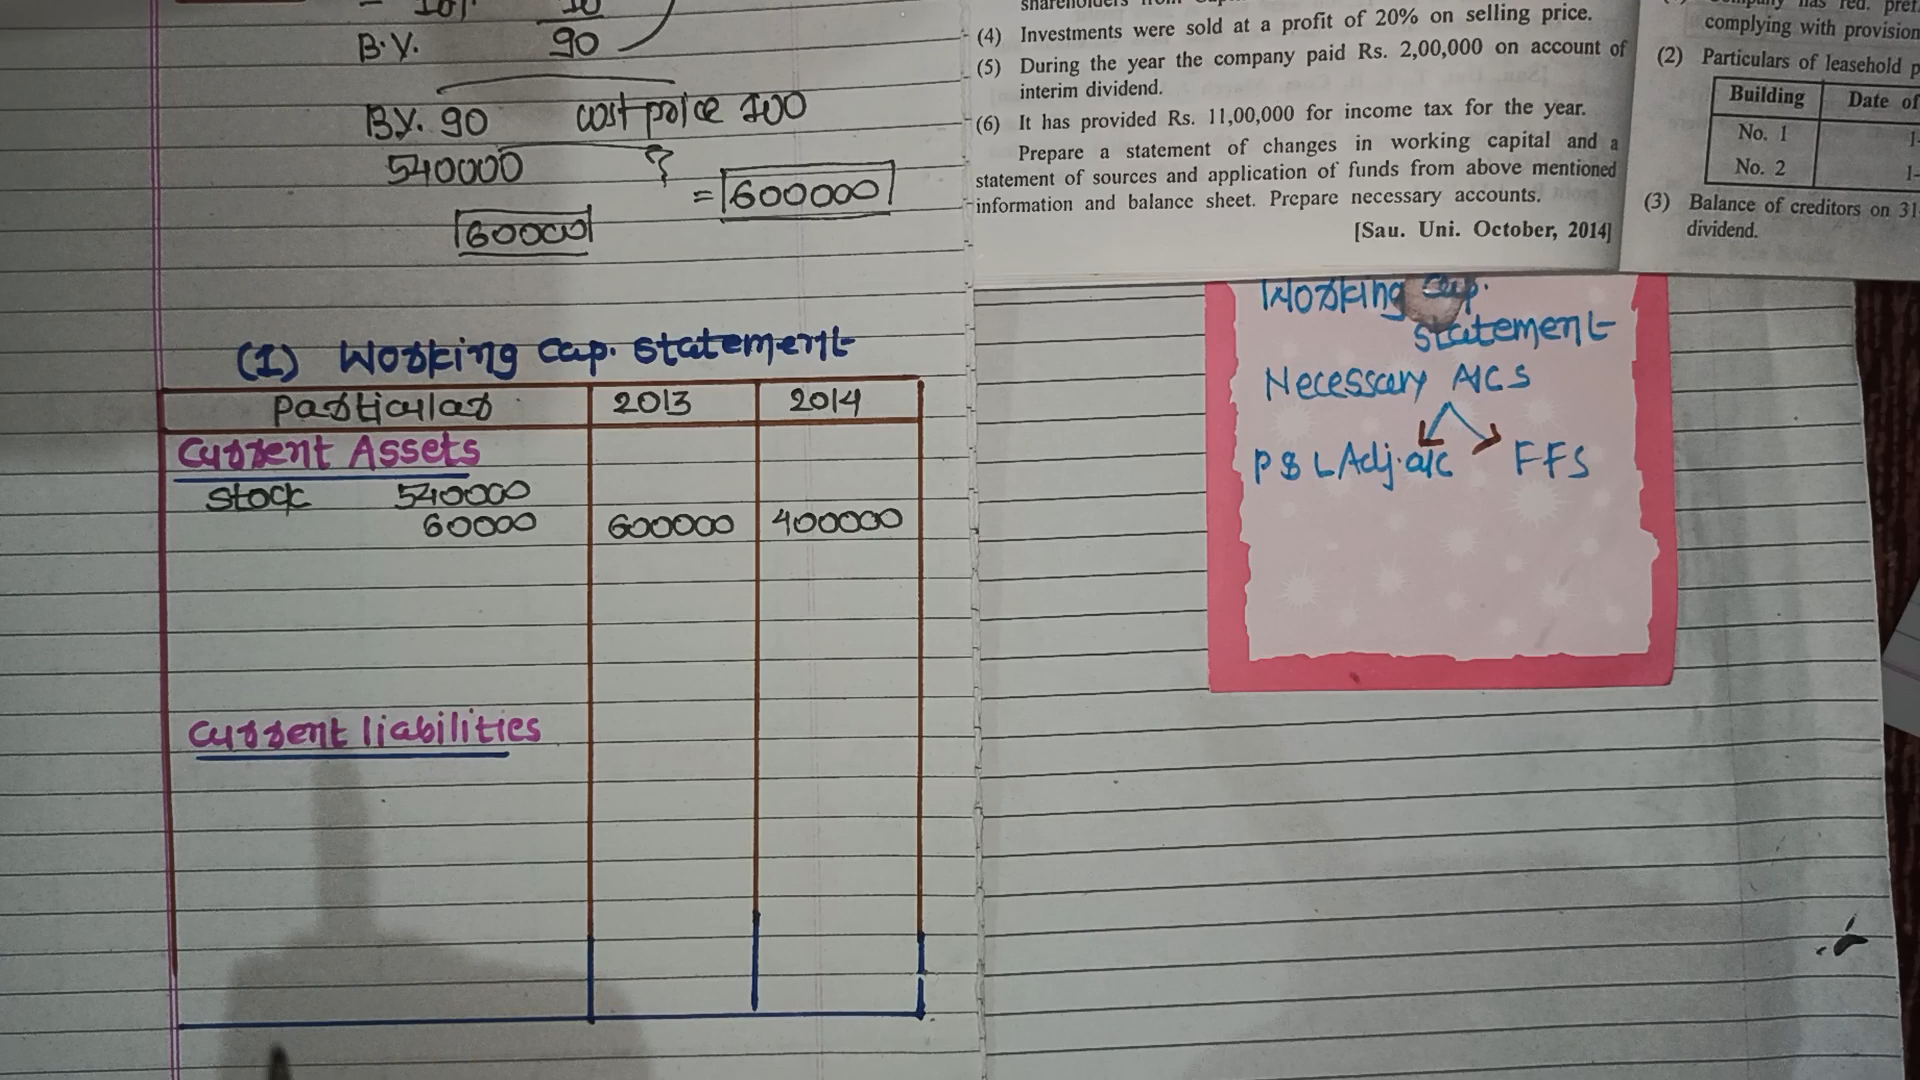 B.V. 90
B.V. 90 cost price 100
540000 ?
= 600000
60000
(1) Working cap. statement
Particular 2013 2014
Current Assets
stock 540000
60000 600000 400000
Current liabilities
(4) Investments were sold at a profit of 20% on selling price.
(5) During the year the company paid Rs. 2,00,000 on account of
interim dividend.
(6) It has provided Rs. 11,00,000 for income tax for the year.
Prepare a statement of changes in working capital and a
statement of sources and application of funds from above mentioned
information and balance sheet. Prepare necessary accounts.
[Sau. Uni. October, 2014]
complying with provision
(2) Particulars of leasehold p
Building Date of
No. 1 1-
No. 2 1-
(3) Balance of creditors on 31
dividend.
Working cap.
statement
Necessary A/CS
P & L Adj. a/c FFS